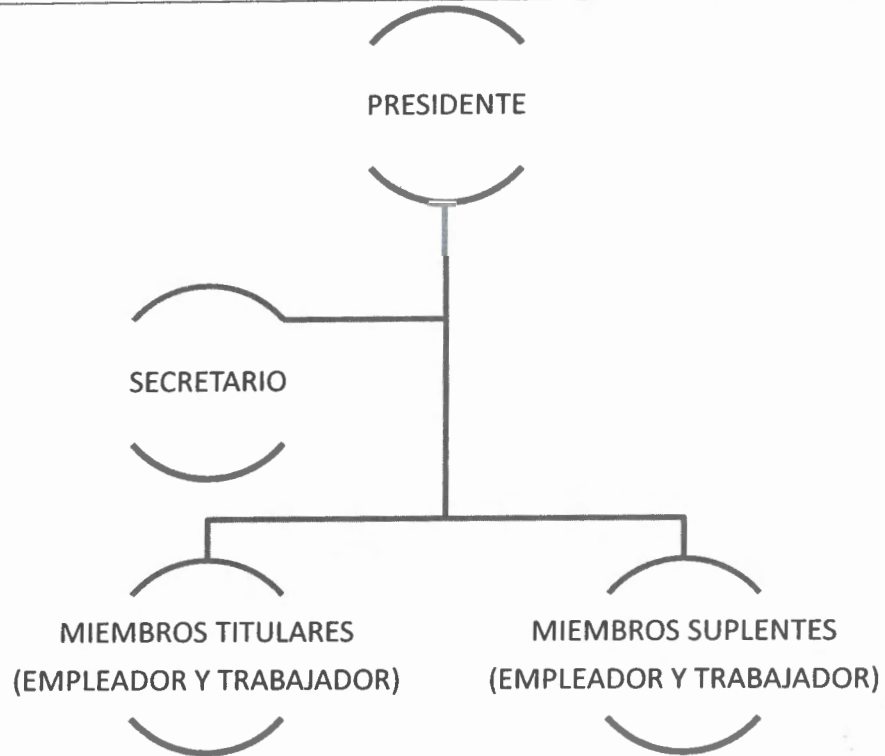 PRESIDENTE
SECRETARIO
MIEMBROS TITULARES
(EMPLEADOR Y TRABAJADOR)
MIEMBROS SUPLENTES
(EMPLEADOR Y TRABAJADOR)